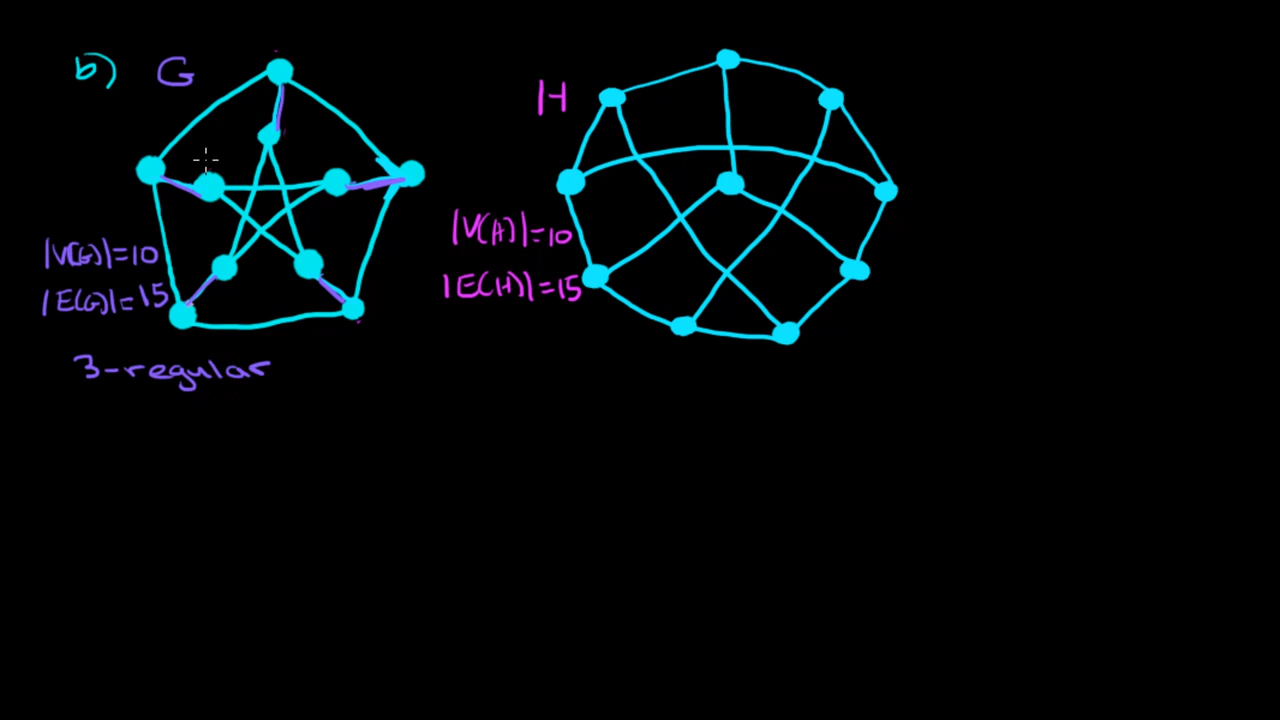 b) G
|V(G)|=10
|E(G)|=15
3-regular
H
|V(H)|=10
|E(H)|=15